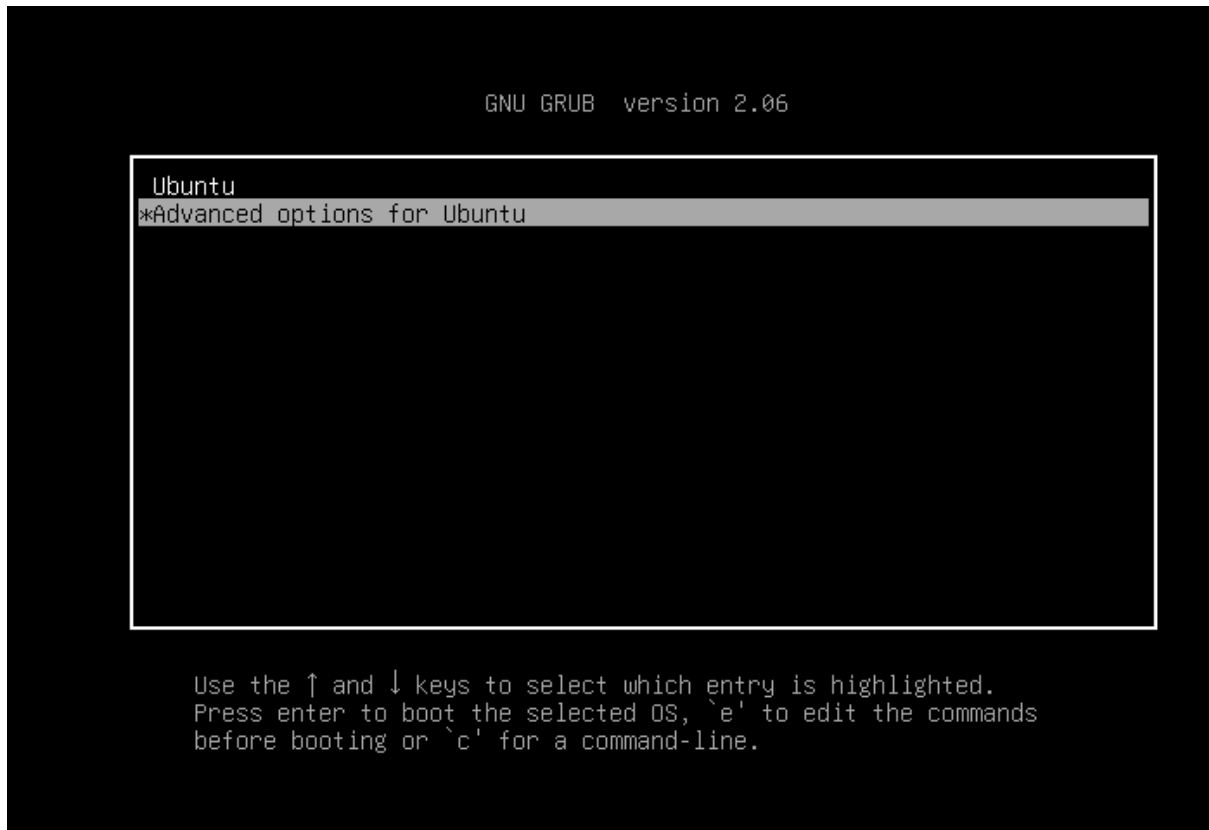 GNU GRUB  version 2.06
Ubuntu
*Advanced options for Ubuntu
Use the ↑ and ↓ keys to select which entry is highlighted.
Press enter to boot the selected OS, `e' to edit the commands
before booting or `c' for a command-line.